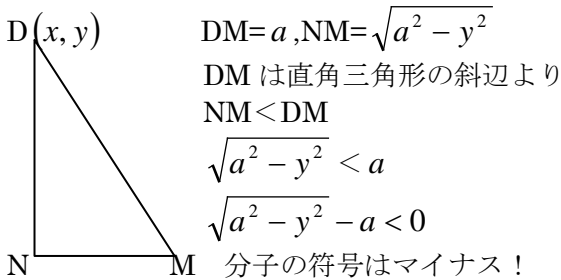 D(x, y)
DM=a ,NM=√(a² − y²)
DM は直角三角形の斜辺より
NM＜DM
√(a² − y²) < a
√(a² − y²) − a < 0
N M 分子の符号はマイナス！